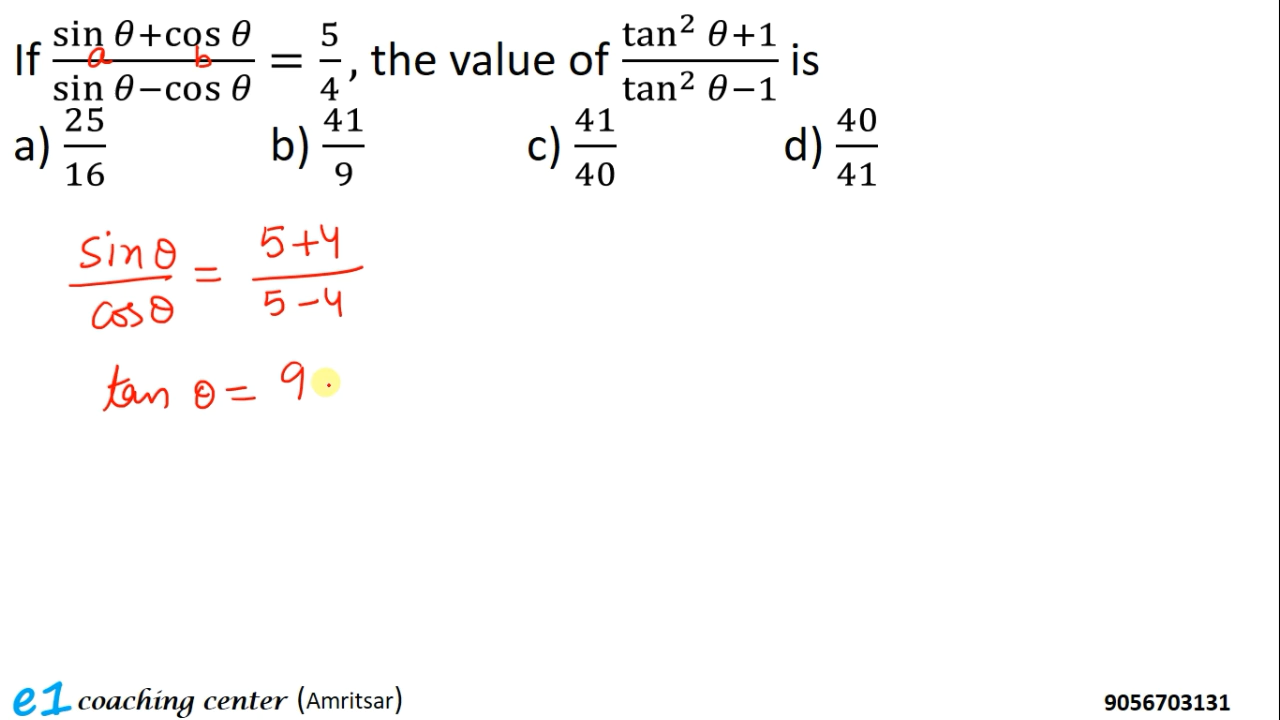 If (sin θ+cos θ)/(sin θ−cos θ) = 5/4, the value of (tan² θ+1)/(tan² θ−1) is
a b
a) 25/16 b) 41/9 c) 41/40 d) 40/41
sin θ/cos θ = (5+4)/(5−4)
tan θ = 9
e1 coaching center (Amritsar) 9056703131